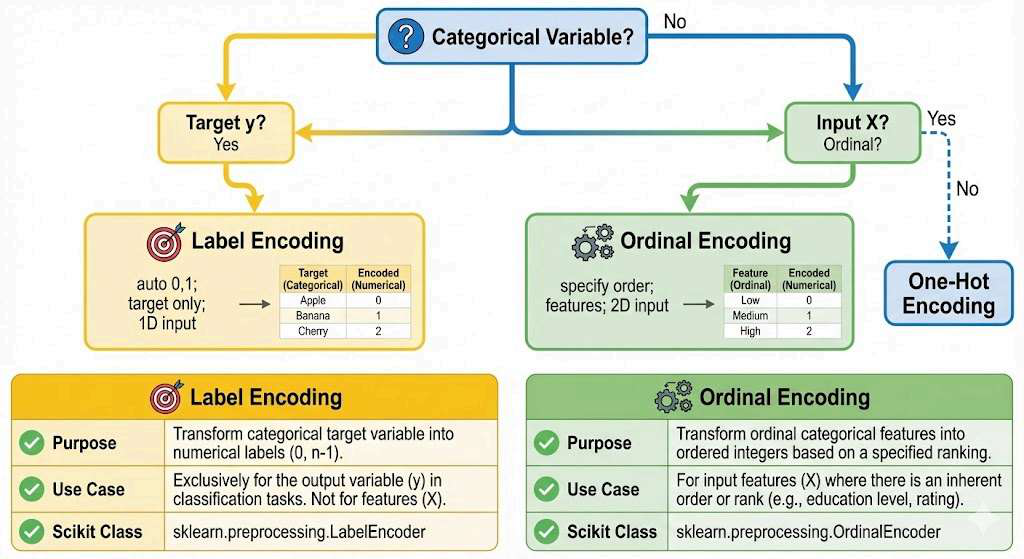 ? Categorical Variable?
No
Target y?
Yes
Input X?
Ordinal?
Yes
No
Label Encoding
auto 0,1;
target only;
1D input
Target
(Categorical)
Encoded
(Numerical)
Apple 0
Banana 1
Cherry 2
Ordinal Encoding
specify order;
features; 2D input
Feature
(Ordinal)
Encoded
(Numerical)
Low 0
Medium 1
High 2
One-Hot
Encoding
Label Encoding
Purpose
Transform categorical target variable into
numerical labels (0, n-1).
Use Case
Exclusively for the output variable (y) in
classification tasks. Not for features (X).
Scikit Class
sklearn.preprocessing.LabelEncoder
Ordinal Encoding
Purpose
Transform ordinal categorical features into
ordered integers based on a specified ranking.
Use Case
For input features (X) where there is an inherent
order or rank (e.g., education level, rating).
Scikit Class
sklearn.preprocessing.OrdinalEncoder